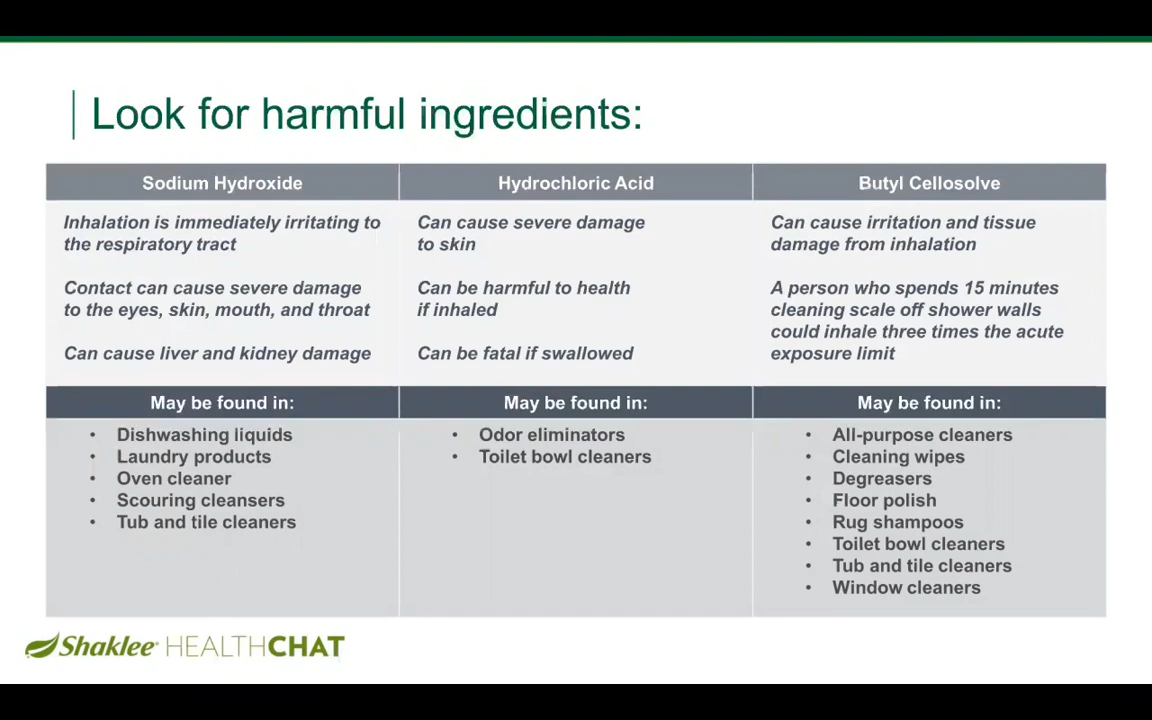 Look for harmful ingredients:
Sodium Hydroxide
Hydrochloric Acid
Butyl Cellosolve
Inhalation is immediately irritating to
the respiratory tract
Contact can cause severe damage
to the eyes, skin, mouth, and throat
Can cause liver and kidney damage
Can cause severe damage
to skin
Can be harmful to health
if inhaled
Can be fatal if swallowed
Can cause irritation and tissue
damage from inhalation
A person who spends 15 minutes
cleaning scale off shower walls
could inhale three times the acute
exposure limit
May be found in:
May be found in:
May be found in:
• Dishwashing liquids
• Laundry products
• Oven cleaner
• Scouring cleansers
• Tub and tile cleaners
• Odor eliminators
• Toilet bowl cleaners
• All-purpose cleaners
• Cleaning wipes
• Degreasers
• Floor polish
• Rug shampoos
• Toilet bowl cleaners
• Tub and tile cleaners
• Window cleaners
Shaklee® HEALTHCHAT